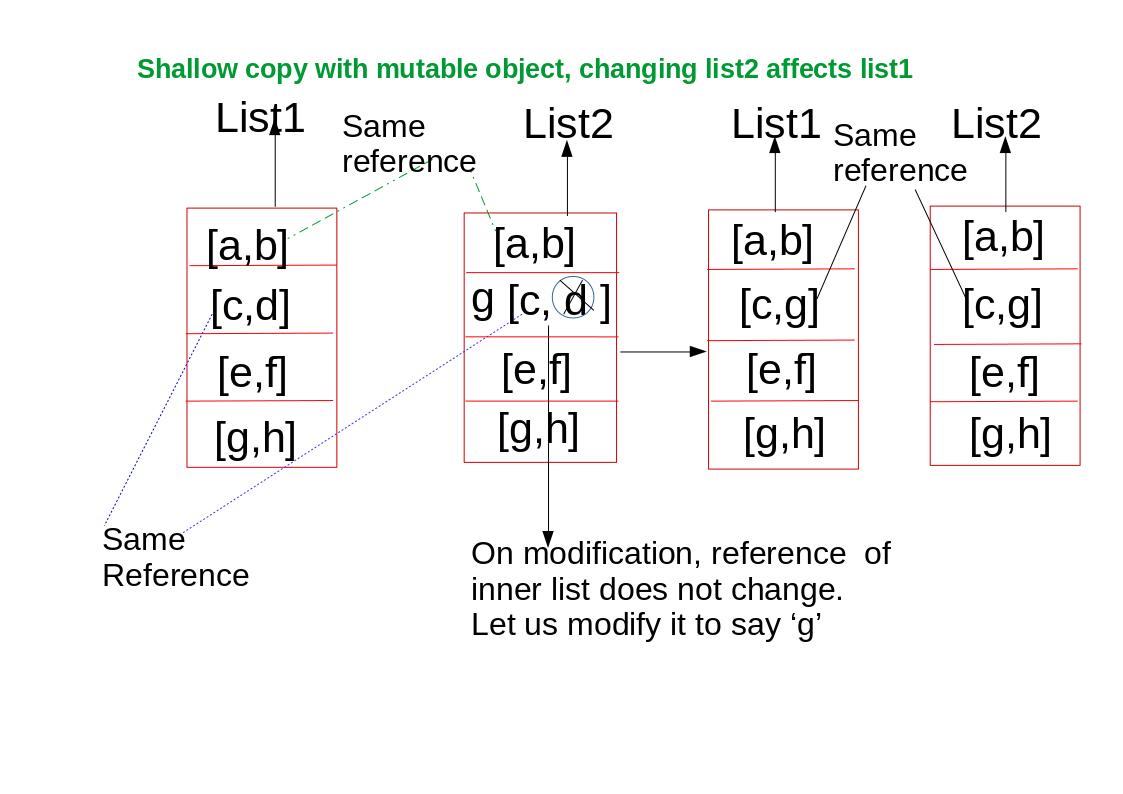 Shallow copy with mutable object, changing list2 affects list1
List1
Same
reference
List2
List1
Same
reference
List2
[a,b]
[c,d]
[e,f]
[g,h]
[a,b]
g [c, d ]
[e,f]
[g,h]
[a,b]
[c,g]
[e,f]
[g,h]
[a,b]
[c,g]
[e,f]
[g,h]
Same
Reference
On modification, reference  of
inner list does not change.
Let us modify it to say ‘g’